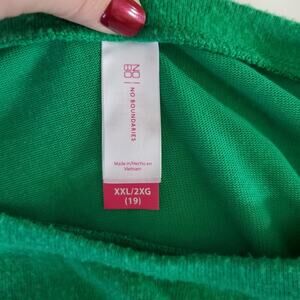 NO
BO
NO BOUNDARIES
Made in/Hecho en
Vietnam
XXL/2XG
(19)